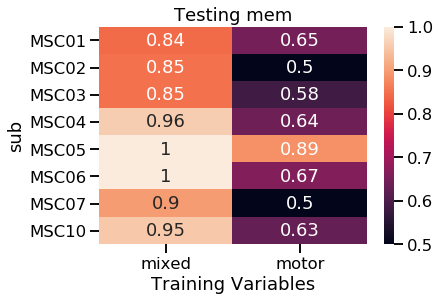 Testing mem
sub
MSC01 0.84 0.65
MSC02 0.85 0.5
MSC03 0.85 0.58
MSC04 0.96 0.64
MSC05 1 0.89
MSC06 1 0.67
MSC07 0.9 0.5
MSC10 0.95 0.63
mixed motor
Training Variables
1.0
0.9
0.8
0.7
0.6
0.5